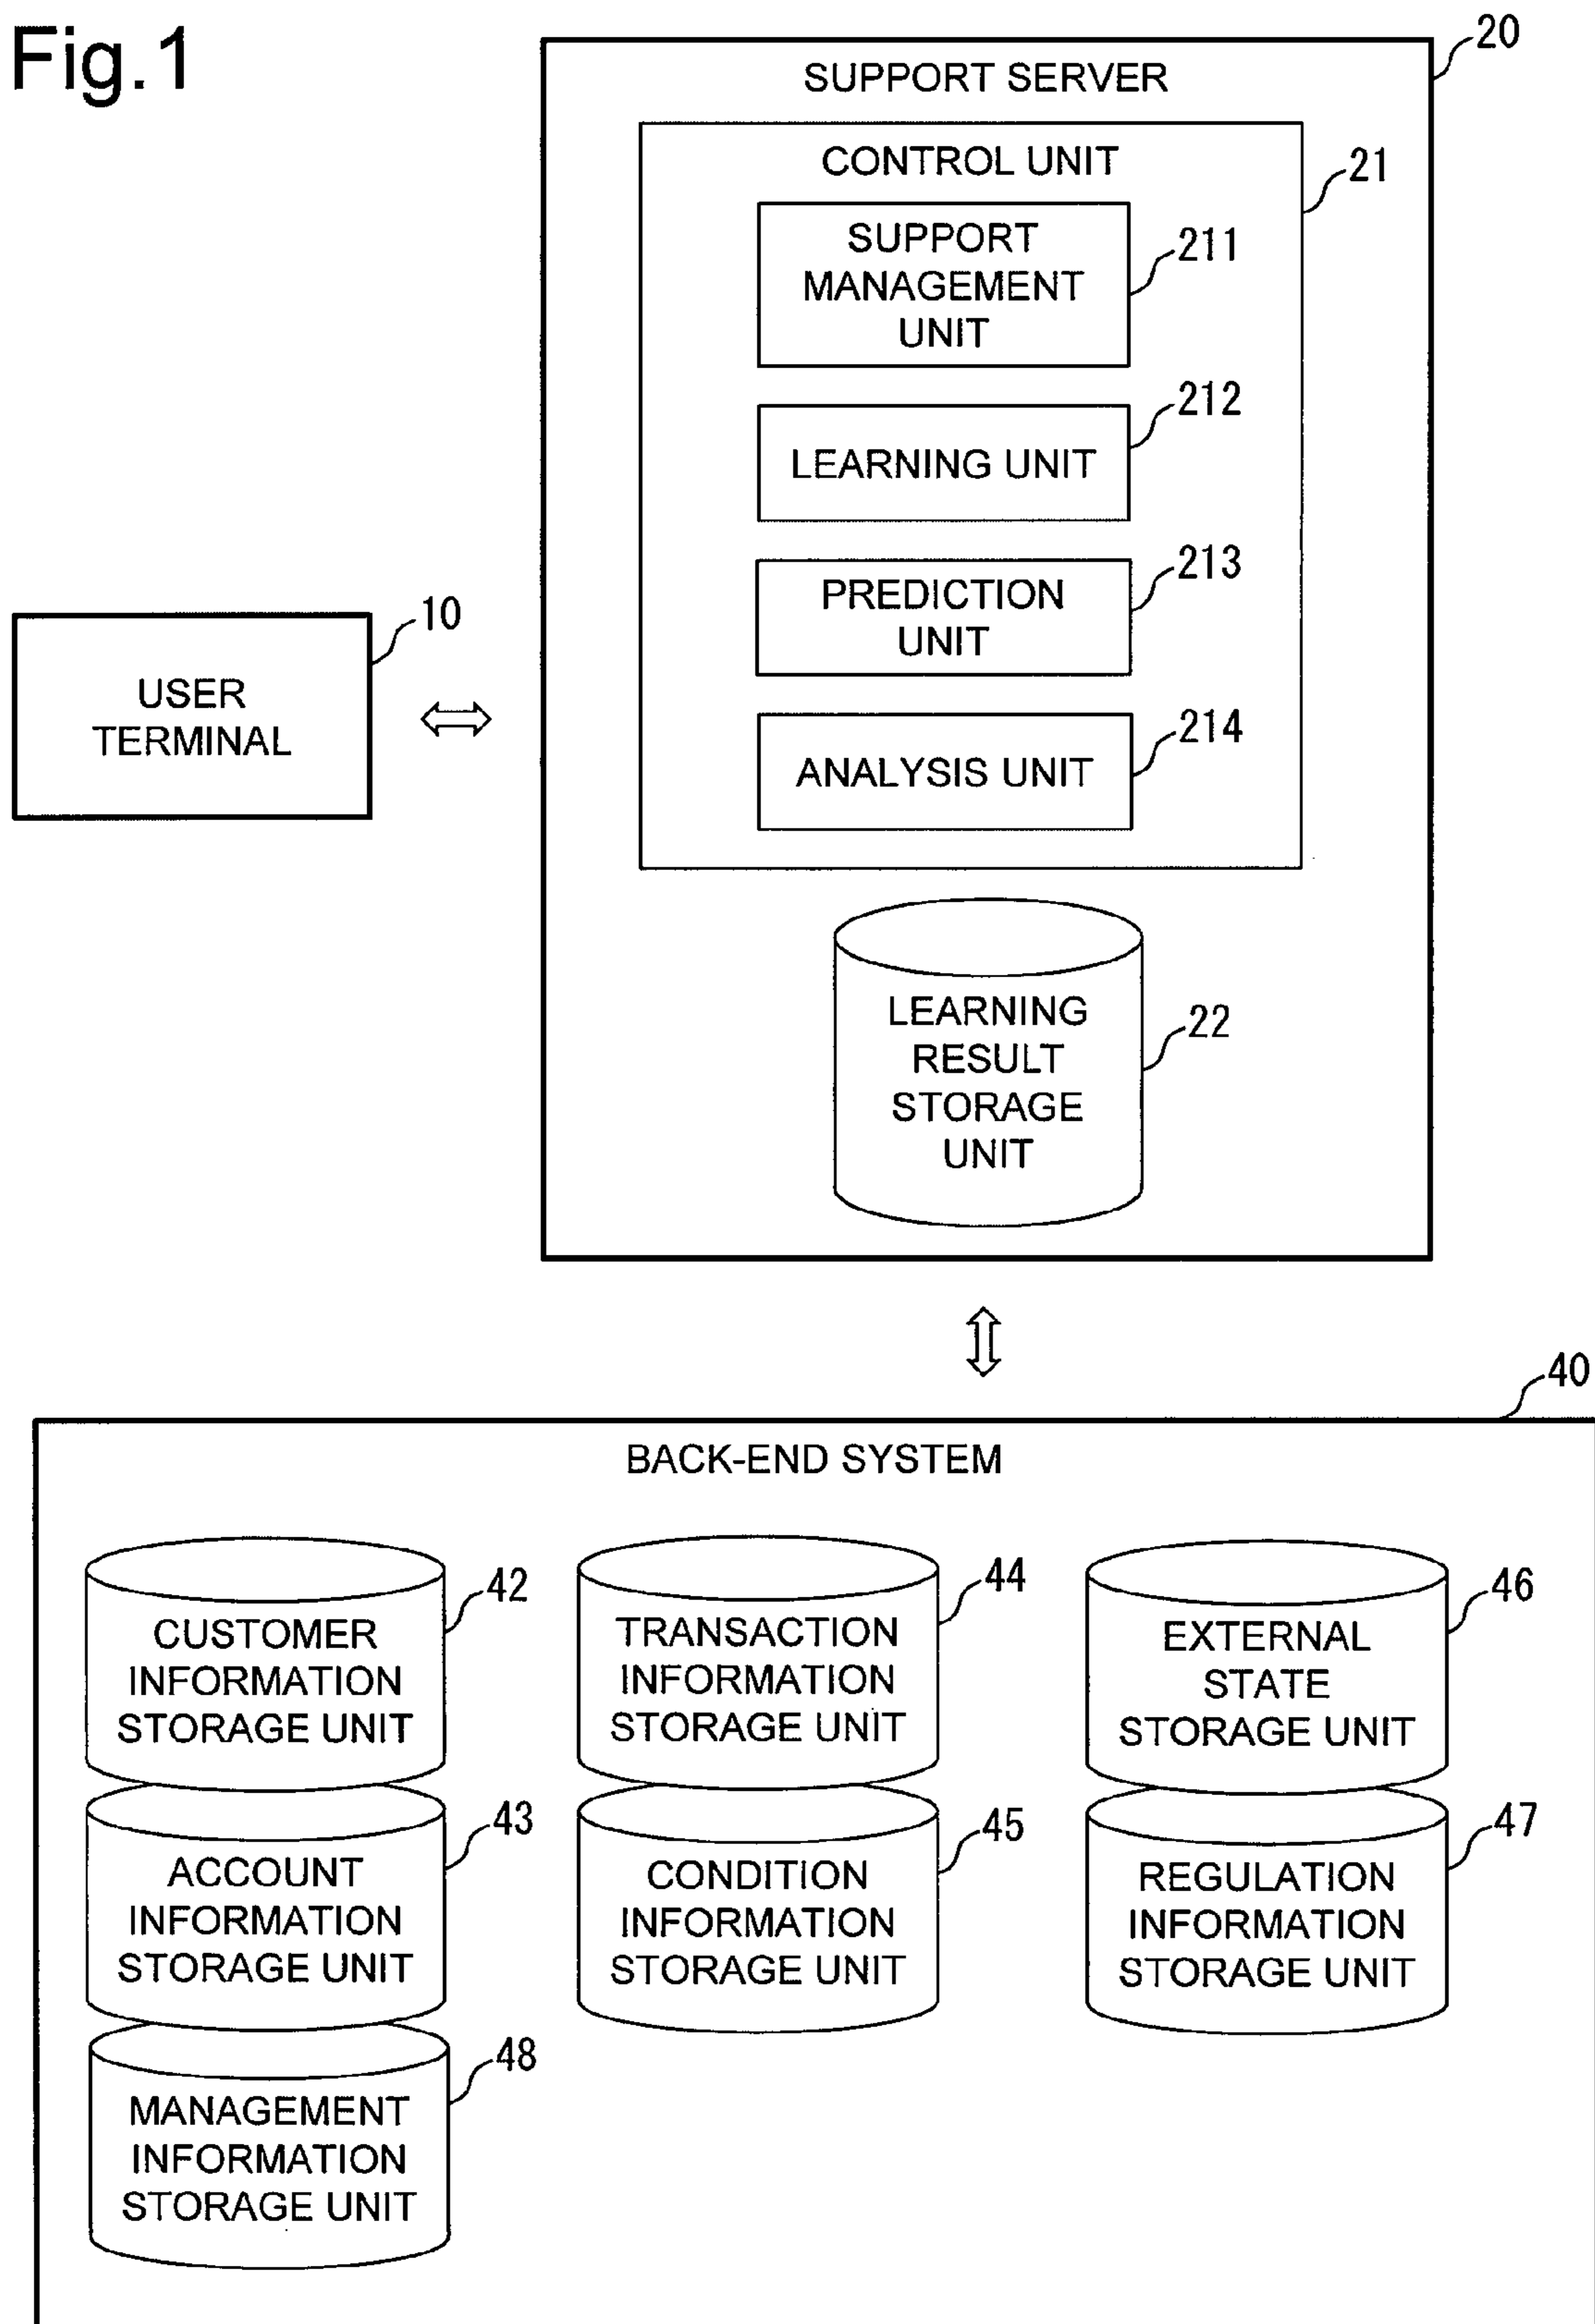 Fig.1
20
SUPPORT SERVER
CONTROL UNIT
21
SUPPORT
MANAGEMENT
UNIT
211
LEARNING UNIT
212
PREDICTION
UNIT
213
ANALYSIS UNIT
214
USER
TERMINAL
10
LEARNING
RESULT
STORAGE
UNIT
22
40
BACK-END SYSTEM
CUSTOMER
INFORMATION
STORAGE UNIT
42
TRANSACTION
INFORMATION
STORAGE UNIT
44
EXTERNAL
STATE
STORAGE UNIT
46
ACCOUNT
INFORMATION
STORAGE UNIT
43
CONDITION
INFORMATION
STORAGE UNIT
45
REGULATION
INFORMATION
STORAGE UNIT
47
MANAGEMENT
INFORMATION
STORAGE UNIT
48